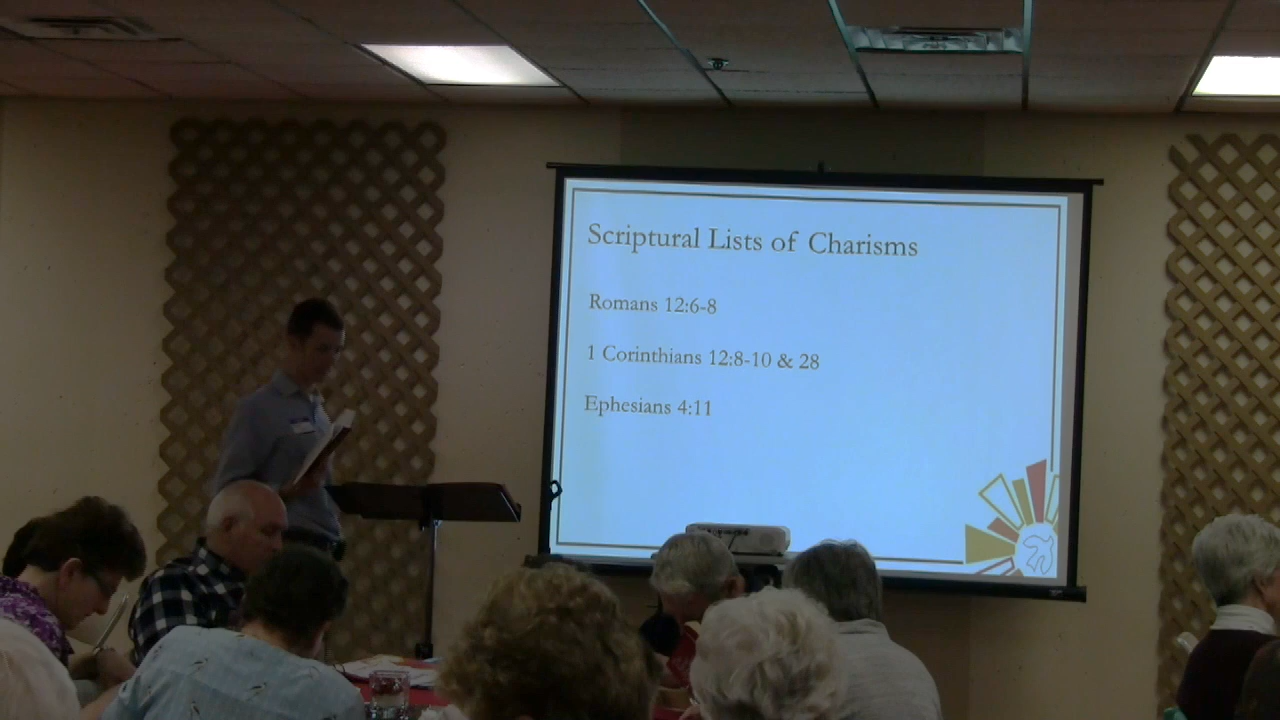 Scriptural Lists of Charisms
Romans 12:6-8
1 Corinthians 12:8-10 & 28
Ephesians 4:11